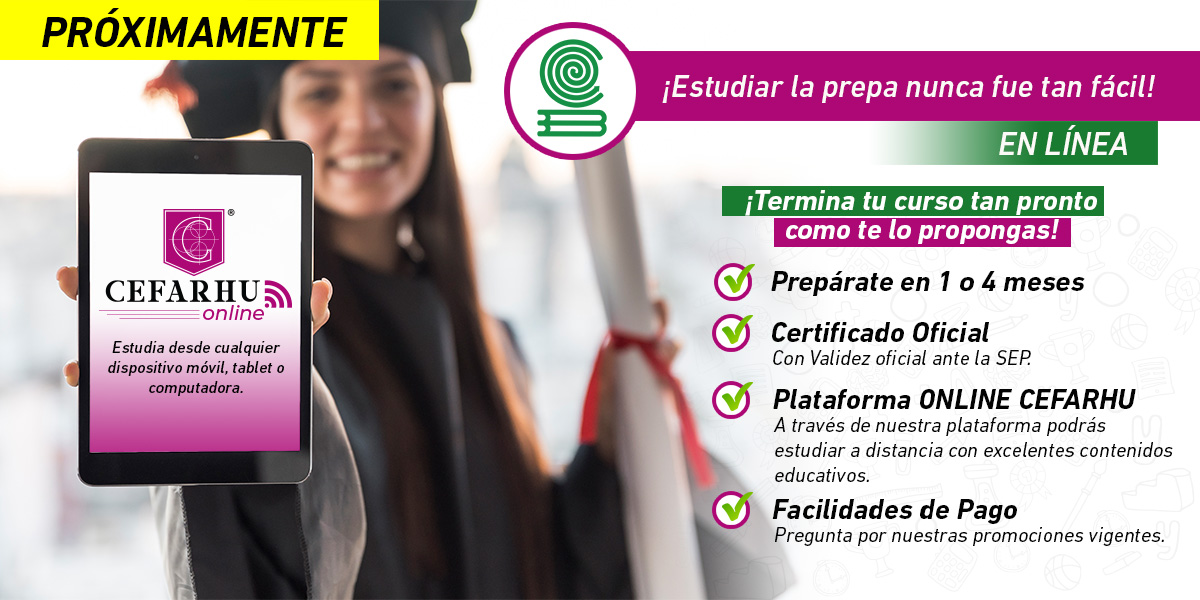 PRÓXIMAMENTE
¡Estudiar la prepa nunca fue tan fácil!
EN LÍNEA
C
®
CEFARHU
online
Estudia desde cualquier
dispositivo móvil, tablet o
computadora.
¡Termina tu curso tan pronto
como te lo propongas!
Prepárate en 1 o 4 meses
Certificado Oficial
Con Validez oficial ante la SEP.
Plataforma ONLINE CEFARHU
A través de nuestra plataforma podrás
estudiar a distancia con excelentes contenidos
educativos.
Facilidades de Pago
Pregunta por nuestras promociones vigentes.